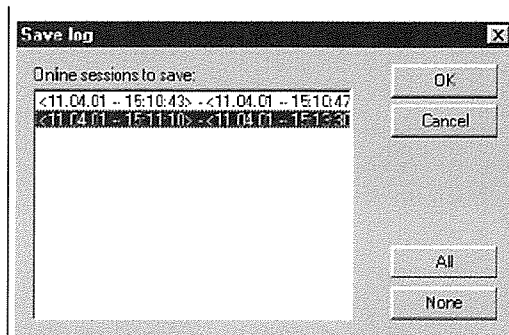 Save log
Online sessions to save:
<11.04.01 -- 15:10:43> - <11.04.01 -- 15:10:47
<11.04.01 -- 15:11:10> - <11.04.01 -- 15:13:30
OK
Cancel
All
None